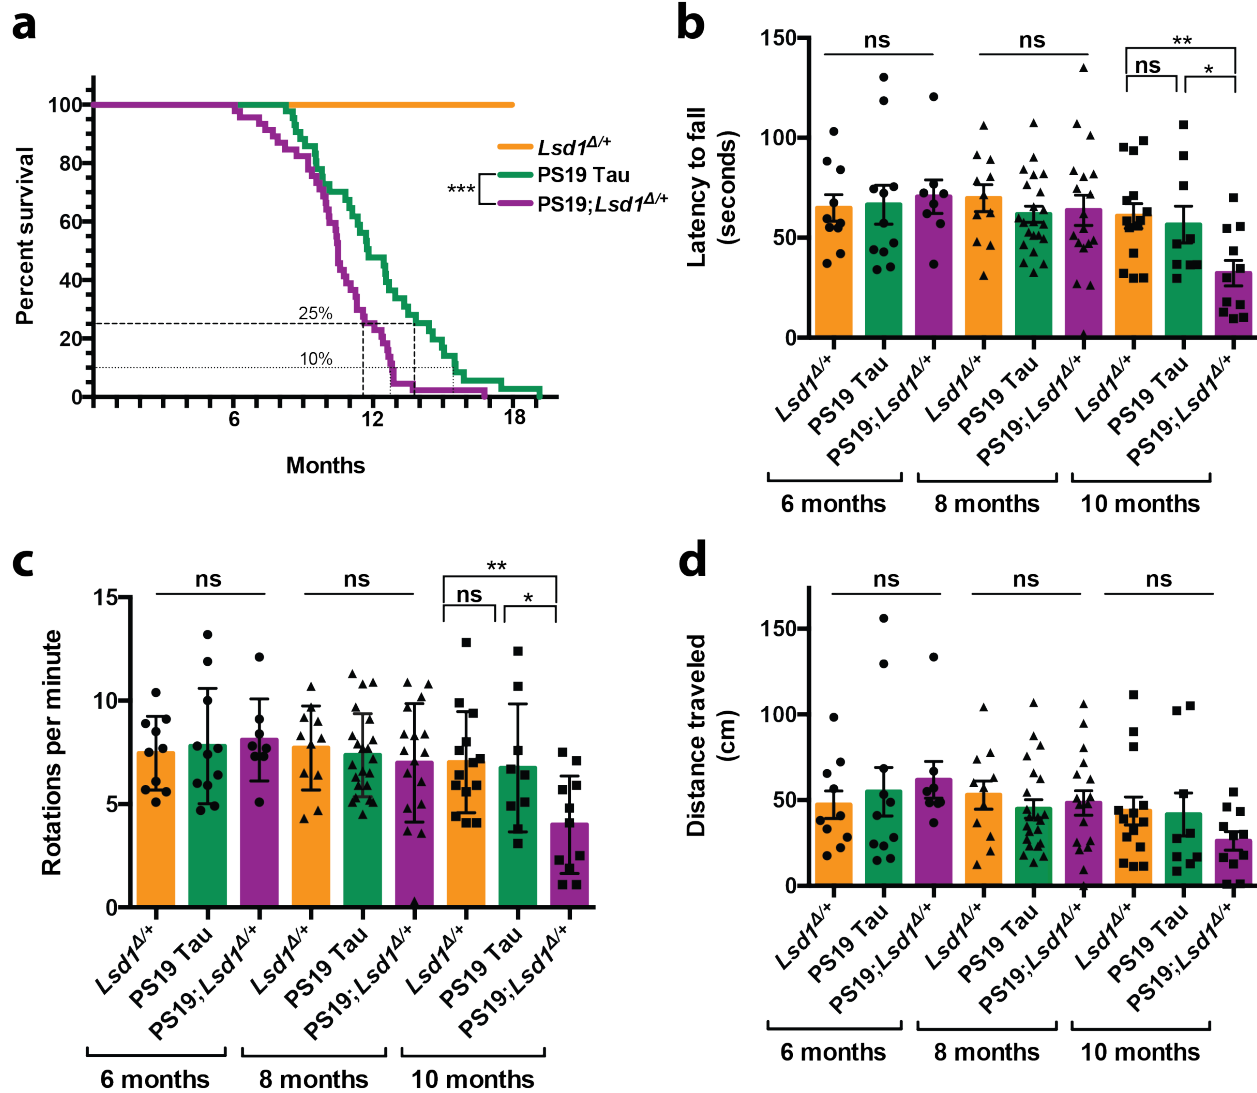 a
Percent survival
100
80
60
40
20
0
6
12
18
Months
25%
10%
Lsd1Δ/+
PS19 Tau
PS19;Lsd1Δ/+
***
b
Latency to fall
(seconds)
150
100
50
0
ns
ns
**
ns
*
Lsd1Δ/+
PS19 Tau
PS19;Lsd1Δ/+
Lsd1Δ/+
PS19 Tau
PS19;Lsd1Δ/+
Lsd1Δ/+
PS19 Tau
PS19;Lsd1Δ/+
6 months
8 months
10 months
c
Rotations per minute
15
10
5
0
ns
ns
**
ns
*
Lsd1Δ/+
PS19 Tau
PS19;Lsd1Δ/+
Lsd1Δ/+
PS19 Tau
PS19;Lsd1Δ/+
Lsd1Δ/+
PS19 Tau
PS19;Lsd1Δ/+
6 months
8 months
10 months
d
Distance traveled
(cm)
150
100
50
0
ns
ns
ns
Lsd1Δ/+
PS19 Tau
PS19;Lsd1Δ/+
Lsd1Δ/+
PS19 Tau
PS19;Lsd1Δ/+
Lsd1Δ/+
PS19 Tau
PS19;Lsd1Δ/+
6 months
8 months
10 months